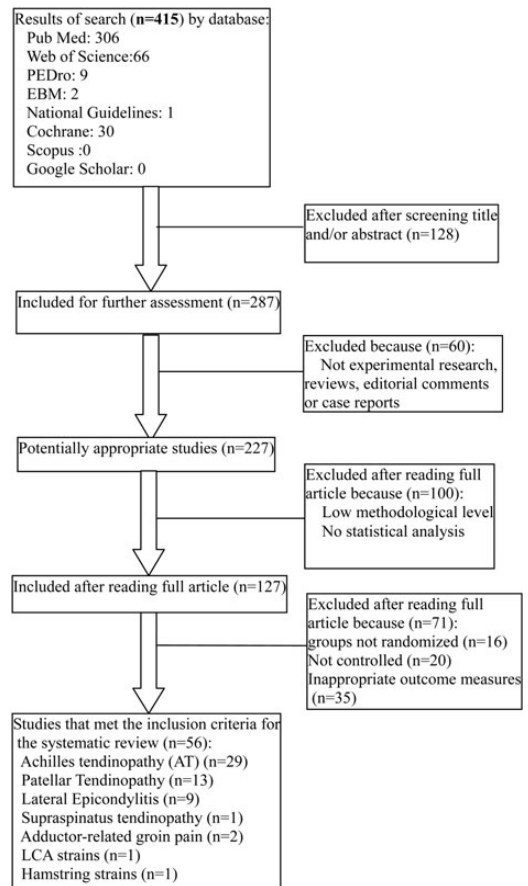 Results of search (n=415) by database:
Pub Med: 306
Web of Science:66
PEDro: 9
EBM: 2
National Guidelines: 1
Cochrane: 30
Scopus :0
Google Scholar: 0
Excluded after screening title
and/or abstract (n=128)
Included for further assessment (n=287)
Excluded because (n=60):
Not experimental research,
reviews, editorial comments
or case reports
Potentially appropriate studies (n=227)
Excluded after reading full
article because (n=100):
Low methodological level
No statistical analysis
Included after reading full article (n=127)
Excluded after reading full
article because (n=71):
groups not randomized (n=16)
Not controlled (n=20)
Inappropriate outcome measures
(n=35)
Studies that met the inclusion criteria for
the systematic review (n=56):
Achilles tendinopathy (AT) (n=29)
Patellar Tendinopathy (n=13)
Lateral Epicondylitis (n=9)
Supraspinatus tendinopathy (n=1)
Adductor-related groin pain (n=2)
LCA strains (n=1)
Hamstring strains (n=1)